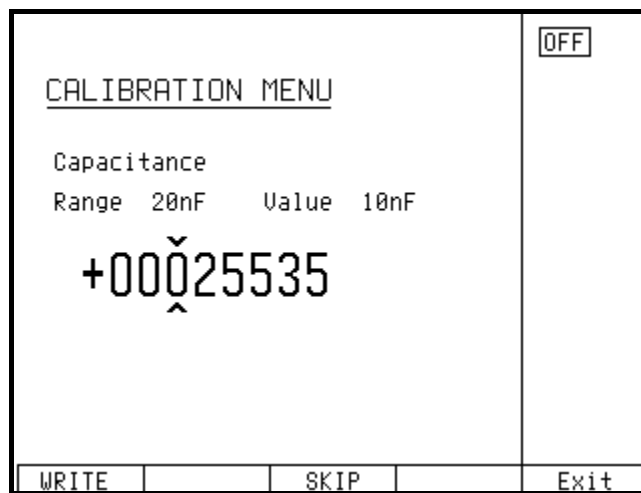 OFF
CALIBRATION MENU
Capacitance
Range 20nF Value 10nF
+00025535
WRITE SKIP Exit